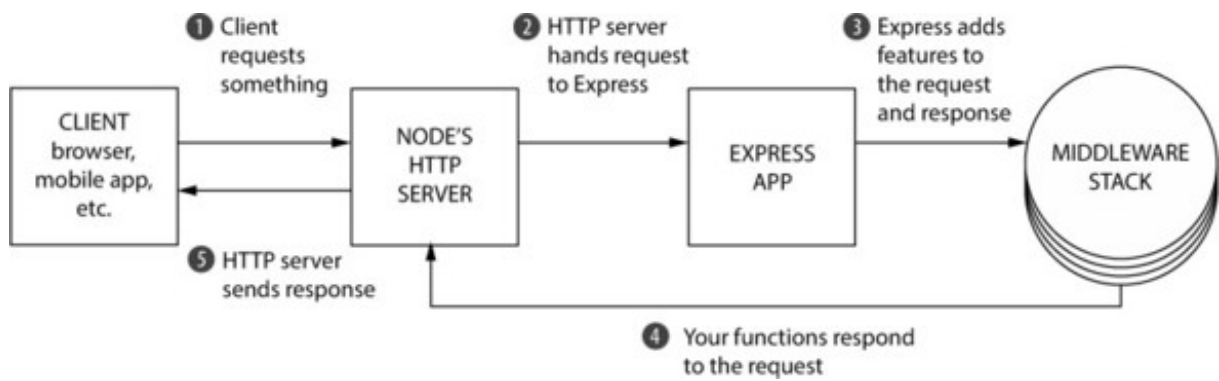 1 Client
requests
something
2 HTTP server
hands request
to Express
3 Express adds
features to
the request
and response
CLIENT
browser,
mobile app,
etc.
NODE'S
HTTP
SERVER
EXPRESS
APP
MIDDLEWARE
STACK
5 HTTP server
sends response
4 Your functions respond
to the request